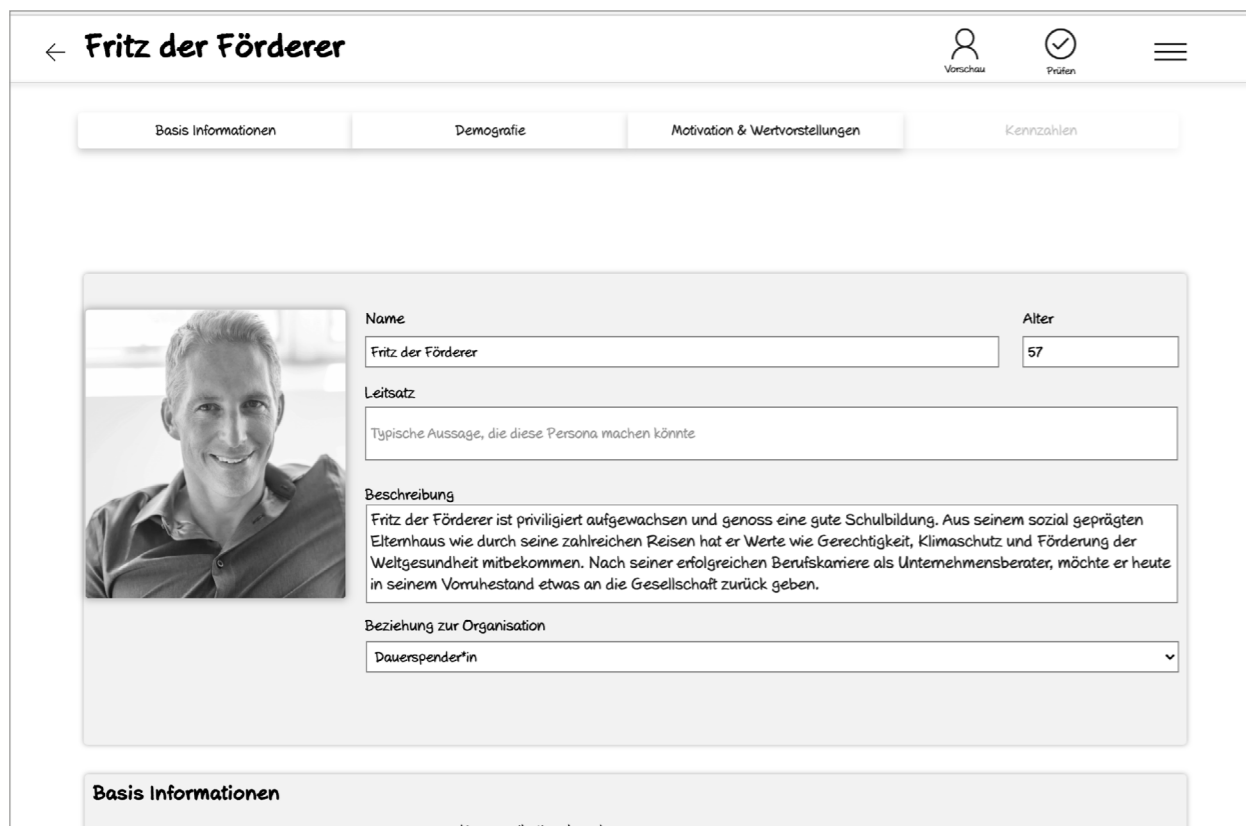 Fritz der Förderer
Vorschau
Prüfen
Basis Informationen
Demografie
Motivation & Wertvorstellungen
Kennzahlen
Name
Alter
Fritz der Förderer
57
Leitsatz
Typische Aussage, die diese Persona machen könnte
Beschreibung
Fritz der Förderer ist priviligiert aufgewachsen und genoss eine gute Schulbildung. Aus seinem sozial geprägten
Elternhaus wie durch seine zahlreichen Reisen hat er Werte wie Gerechtigkeit, Klimaschutz und Förderung der
Weltgesundheit mitbekommen. Nach seiner erfolgreichen Berufskarriere als Unternehmensberater, möchte er heute
in seinem Vorruhestand etwas an die Gesellschaft zurück geben.
Beziehung zur Organisation
Dauerspender*in
Basis Informationen